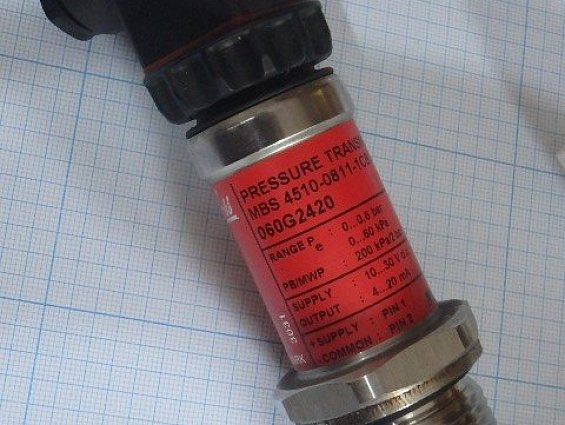 PRESSURE TRANS
MBS 4510-0811-1C
060G2420
RANGE Pe : 0...0,6 bar
0...60 kPa
PB/MWP : 200 kPa/2 bar
SUPPLY : 10...30 V d.c
OUTPUT : 4...20 mA
+ SUPPLY : PIN 1
- COMMON : PIN 2